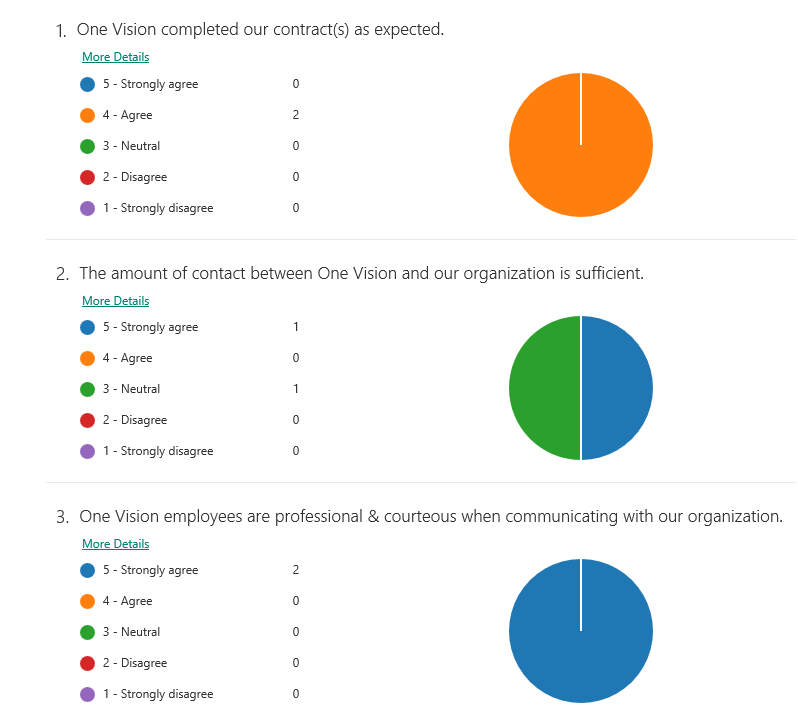 1. One Vision completed our contract(s) as expected.
More Details
5 - Strongly agree 0
4 - Agree 2
3 - Neutral 0
2 - Disagree 0
1 - Strongly disagree 0
2. The amount of contact between One Vision and our organization is sufficient.
More Details
5 - Strongly agree 1
4 - Agree 0
3 - Neutral 1
2 - Disagree 0
1 - Strongly disagree 0
3. One Vision employees are professional & courteous when communicating with our organization.
More Details
5 - Strongly agree 2
4 - Agree 0
3 - Neutral 0
2 - Disagree 0
1 - Strongly disagree 0